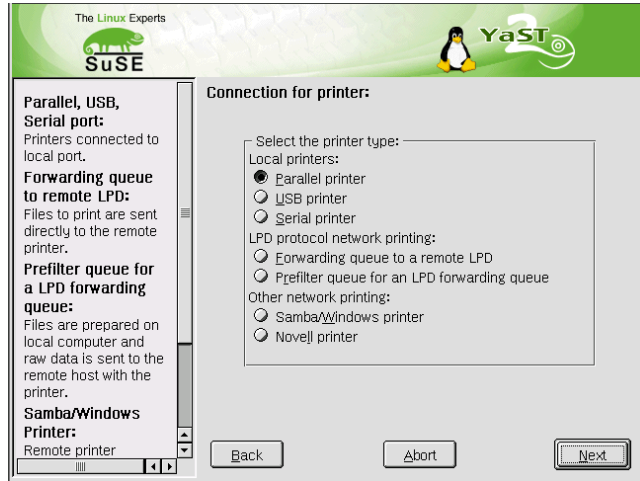 The Linux Experts
SuSE
YaST
2
Parallel, USB,
Serial port:
Printers connected to
local port.
Forwarding queue
to remote LPD:
Files to print are sent
directly to the remote
printer.
Prefilter queue for
a LPD forwarding
queue:
Files are prepared on
local computer and
raw data is sent to the
remote host with the
printer.
Samba/Windows
Printer:
Remote printer
Connection for printer:
Select the printer type:
Local printers:
Parallel printer
USB printer
Serial printer
LPD protocol network printing:
Forwarding queue to a remote LPD
Prefilter queue for an LPD forwarding queue
Other network printing:
Samba/Windows printer
Novell printer
Back
Abort
Next